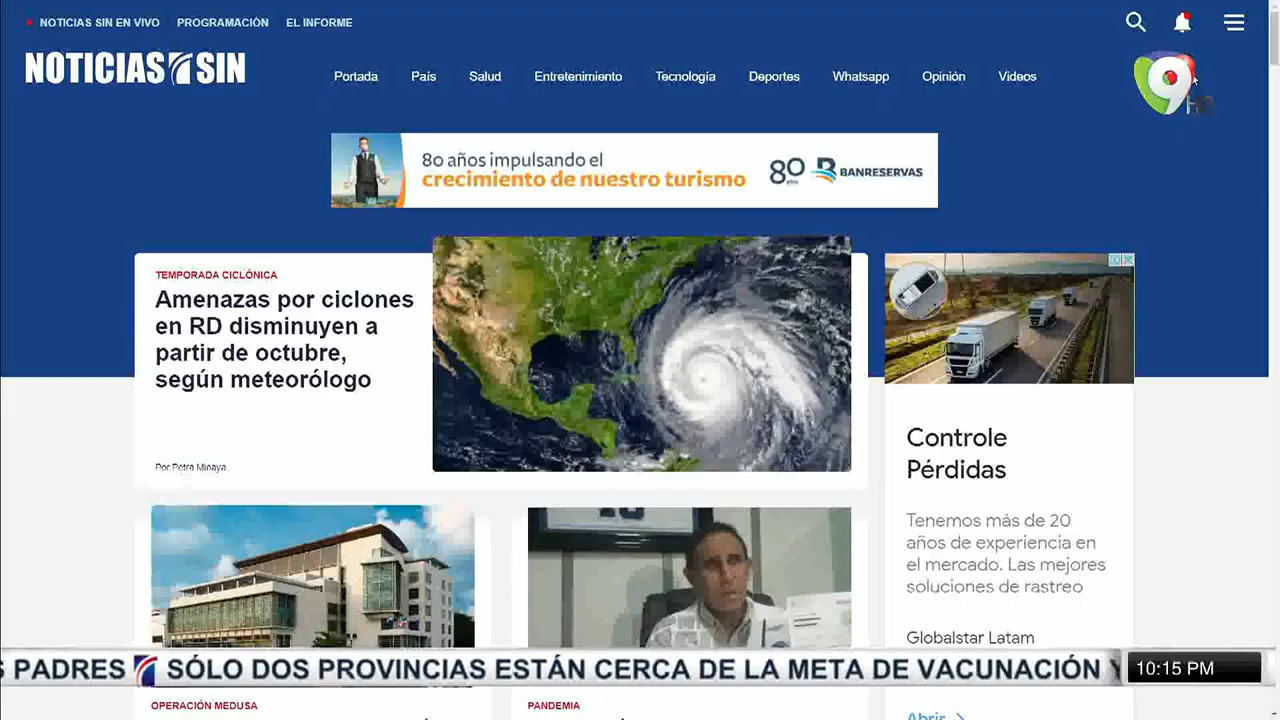 NOTICIAS SIN EN VIVO PROGRAMACIÓN EL INFORME
NOTICIAS SIN
Portada País Salud Entretenimiento Tecnología Deportes Whatsapp Opinión Videos
9
HD
80 años impulsando el
crecimiento de nuestro turismo
80 años
BANRESERVAS
TEMPORADA CICLÓNICA
Amenazas por ciclones
en RD disminuyen a
partir de octubre,
según meteorólogo
Por Petra Minaya
Controle
Pérdidas
Tenemos más de 20
años de experiencia en
el mercado. Las mejores
soluciones de rastreo
Globalstar Latam
S PADRES SÓLO DOS PROVINCIAS ESTÁN CERCA DE LA META DE VACUNACIÓN Y
10:15 PM
OPERACIÓN MEDUSA
PANDEMIA
Abrir